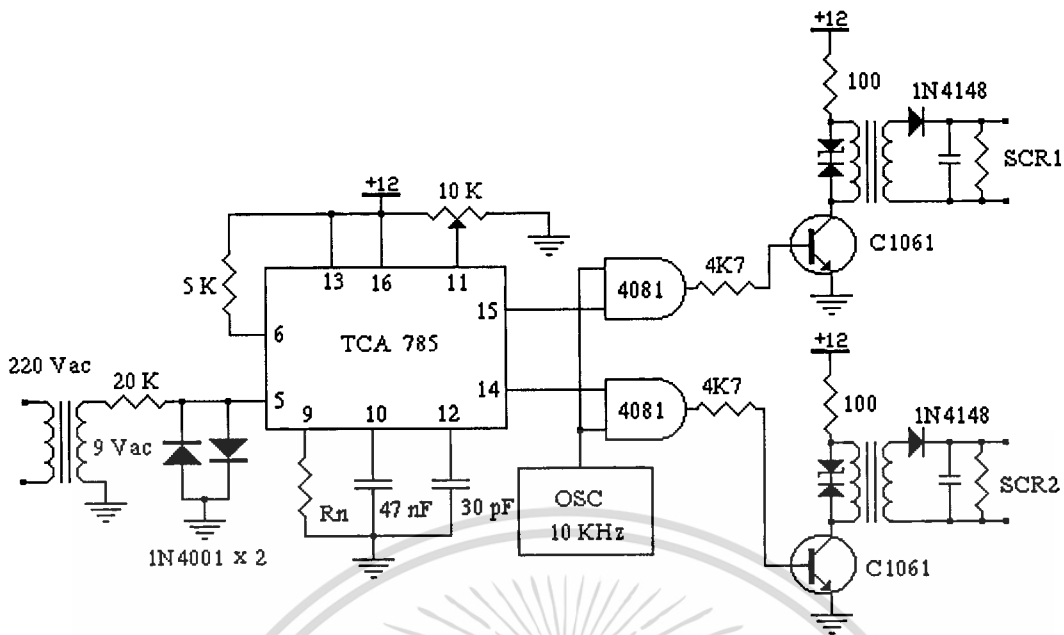 +12
100
1N4148
SCR1
C1061
+12
10 K
5 K
13
16
11
6
15
TCA 785
14
5
9
10
12
4081
4K7
4081
4K7
220 Vac
20 K
9 Vac
1N4001 x 2
Rn
47 nF
30 pF
OSC
10 KHz
+12
100
1N4148
SCR2
C1061